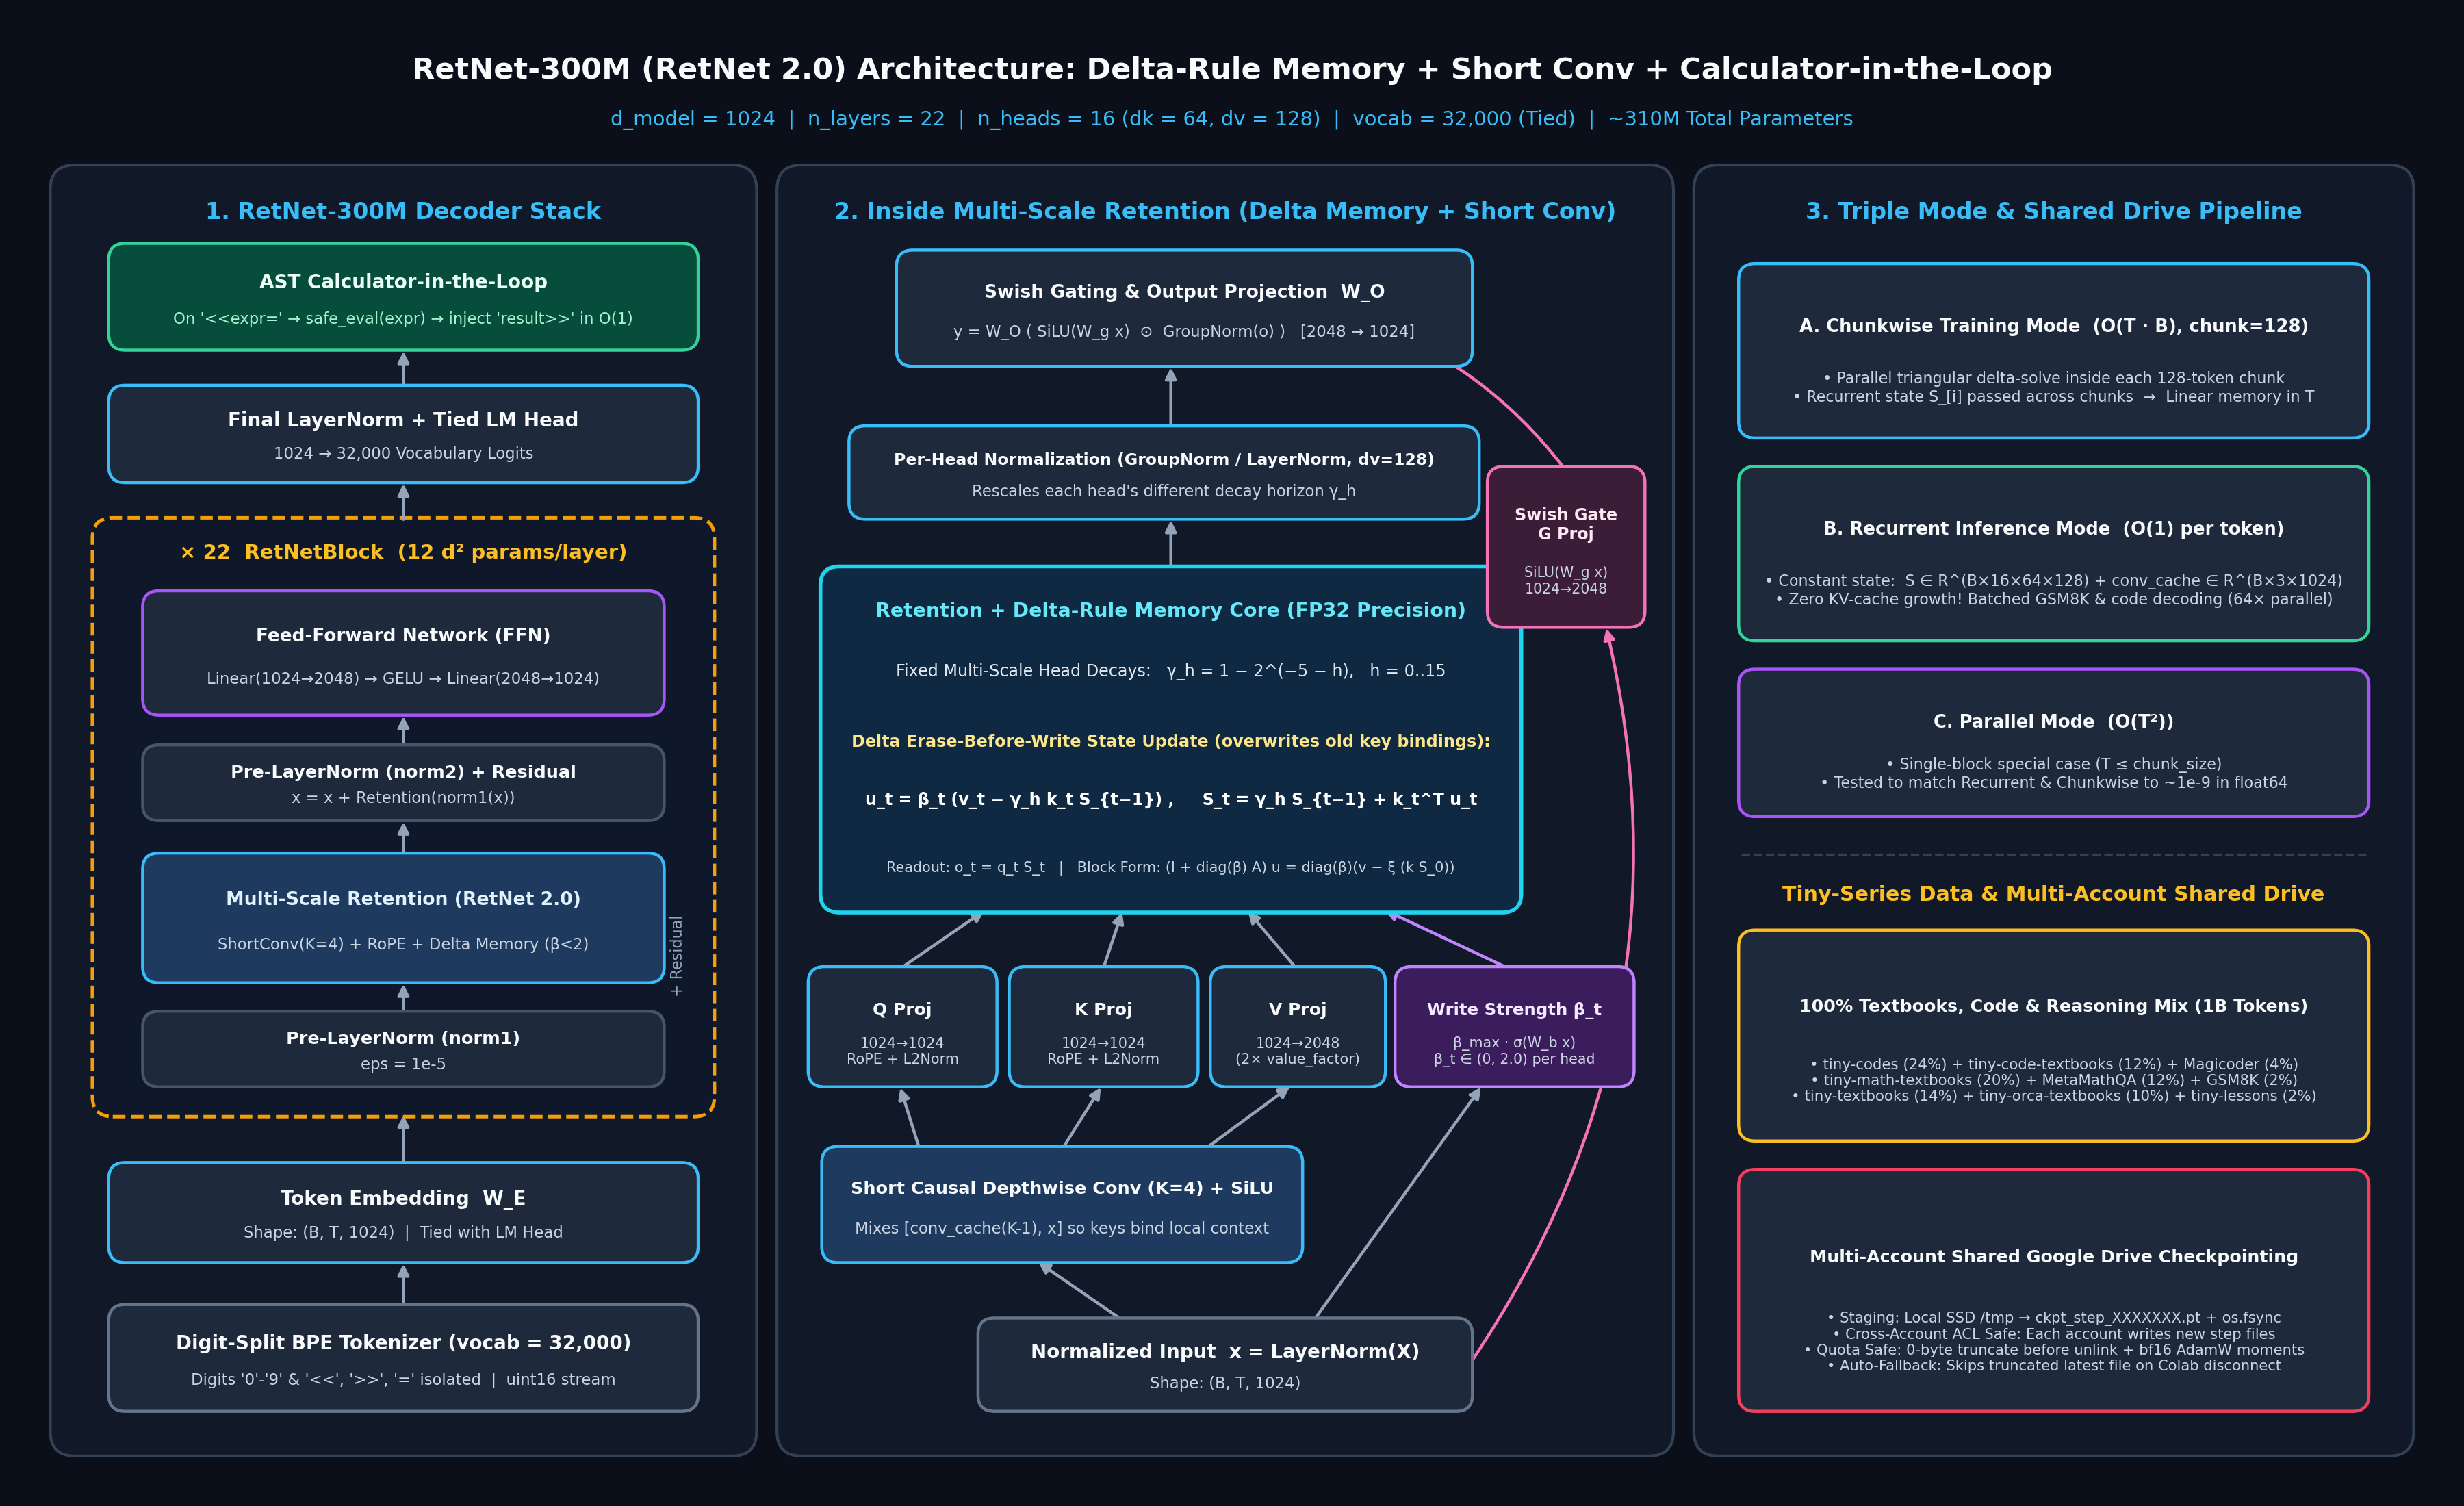 RetNet-300M (RetNet 2.0) Architecture: Delta-Rule Memory + Short Conv + Calculator-in-the-Loop
d_model = 1024 | n_layers = 22 | n_heads = 16 (dk = 64, dv = 128) | vocab = 32,000 (Tied) | ~310M Total Parameters
1. RetNet-300M Decoder Stack
AST Calculator-in-the-Loop
On '<<expr=' → safe_eval(expr) → inject 'result>>' in O(1)
Final LayerNorm + Tied LM Head
1024 → 32,000 Vocabulary Logits
× 22 RetNetBlock (12 d² params/layer)
Feed-Forward Network (FFN)
Linear(1024→2048) → GELU → Linear(2048→1024)
Pre-LayerNorm (norm2) + Residual
x = x + Retention(norm1(x))
Multi-Scale Retention (RetNet 2.0)
ShortConv(K=4) + RoPE + Delta Memory (β<2)
+ Residual
Pre-LayerNorm (norm1)
eps = 1e-5
Token Embedding W_E
Shape: (B, T, 1024) | Tied with LM Head
Digit-Split BPE Tokenizer (vocab = 32,000)
Digits '0'-'9' & '<<', '>>', '=' isolated | uint16 stream
2. Inside Multi-Scale Retention (Delta Memory + Short Conv)
Swish Gating & Output Projection W_O
y = W_O ( SiLU(W_g x) ⊙ GroupNorm(o) ) [2048 → 1024]
Per-Head Normalization (GroupNorm / LayerNorm, dv=128)
Rescales each head's different decay horizon γ_h
Swish Gate
G Proj
SiLU(W_g x)
1024→2048
Retention + Delta-Rule Memory Core (FP32 Precision)
Fixed Multi-Scale Head Decays: γ_h = 1 − 2^(−5 − h), h = 0..15
Delta Erase-Before-Write State Update (overwrites old key bindings):
u_t = β_t (v_t − γ_h k_t S_{t−1}) , S_t = γ_h S_{t−1} + k_t^T u_t
Readout: o_t = q_t S_t | Block Form: (I + diag(β) A) u = diag(β)(v − ξ (k S_0))
Q Proj
1024→1024
RoPE + L2Norm
K Proj
1024→1024
RoPE + L2Norm
V Proj
1024→2048
(2× value_factor)
Write Strength β_t
β_max · σ(W_b x)
β_t ∈ (0, 2.0) per head
Short Causal Depthwise Conv (K=4) + SiLU
Mixes [conv_cache(K-1), x] so keys bind local context
Normalized Input x = LayerNorm(X)
Shape: (B, T, 1024)
3. Triple Mode & Shared Drive Pipeline
A. Chunkwise Training Mode (O(T · B), chunk=128)
• Parallel triangular delta-solve inside each 128-token chunk
• Recurrent state S_[i] passed across chunks → Linear memory in T
B. Recurrent Inference Mode (O(1) per token)
• Constant state: S ∈ R^(B×16×64×128) + conv_cache ∈ R^(B×3×1024)
• Zero KV-cache growth! Batched GSM8K & code decoding (64× parallel)
C. Parallel Mode (O(T²))
• Single-block special case (T ≤ chunk_size)
• Tested to match Recurrent & Chunkwise to ~1e-9 in float64
Tiny-Series Data & Multi-Account Shared Drive
100% Textbooks, Code & Reasoning Mix (1B Tokens)
• tiny-codes (24%) + tiny-code-textbooks (12%) + Magicoder (4%)
• tiny-math-textbooks (20%) + MetaMathQA (12%) + GSM8K (2%)
• tiny-textbooks (14%) + tiny-orca-textbooks (10%) + tiny-lessons (2%)
Multi-Account Shared Google Drive Checkpointing
• Staging: Local SSD /tmp → ckpt_step_XXXXXXX.pt + os.fsync
• Cross-Account ACL Safe: Each account writes new step files
• Quota Safe: 0-byte truncate before unlink + bf16 AdamW moments
• Auto-Fallback: Skips truncated latest file on Colab disconnect